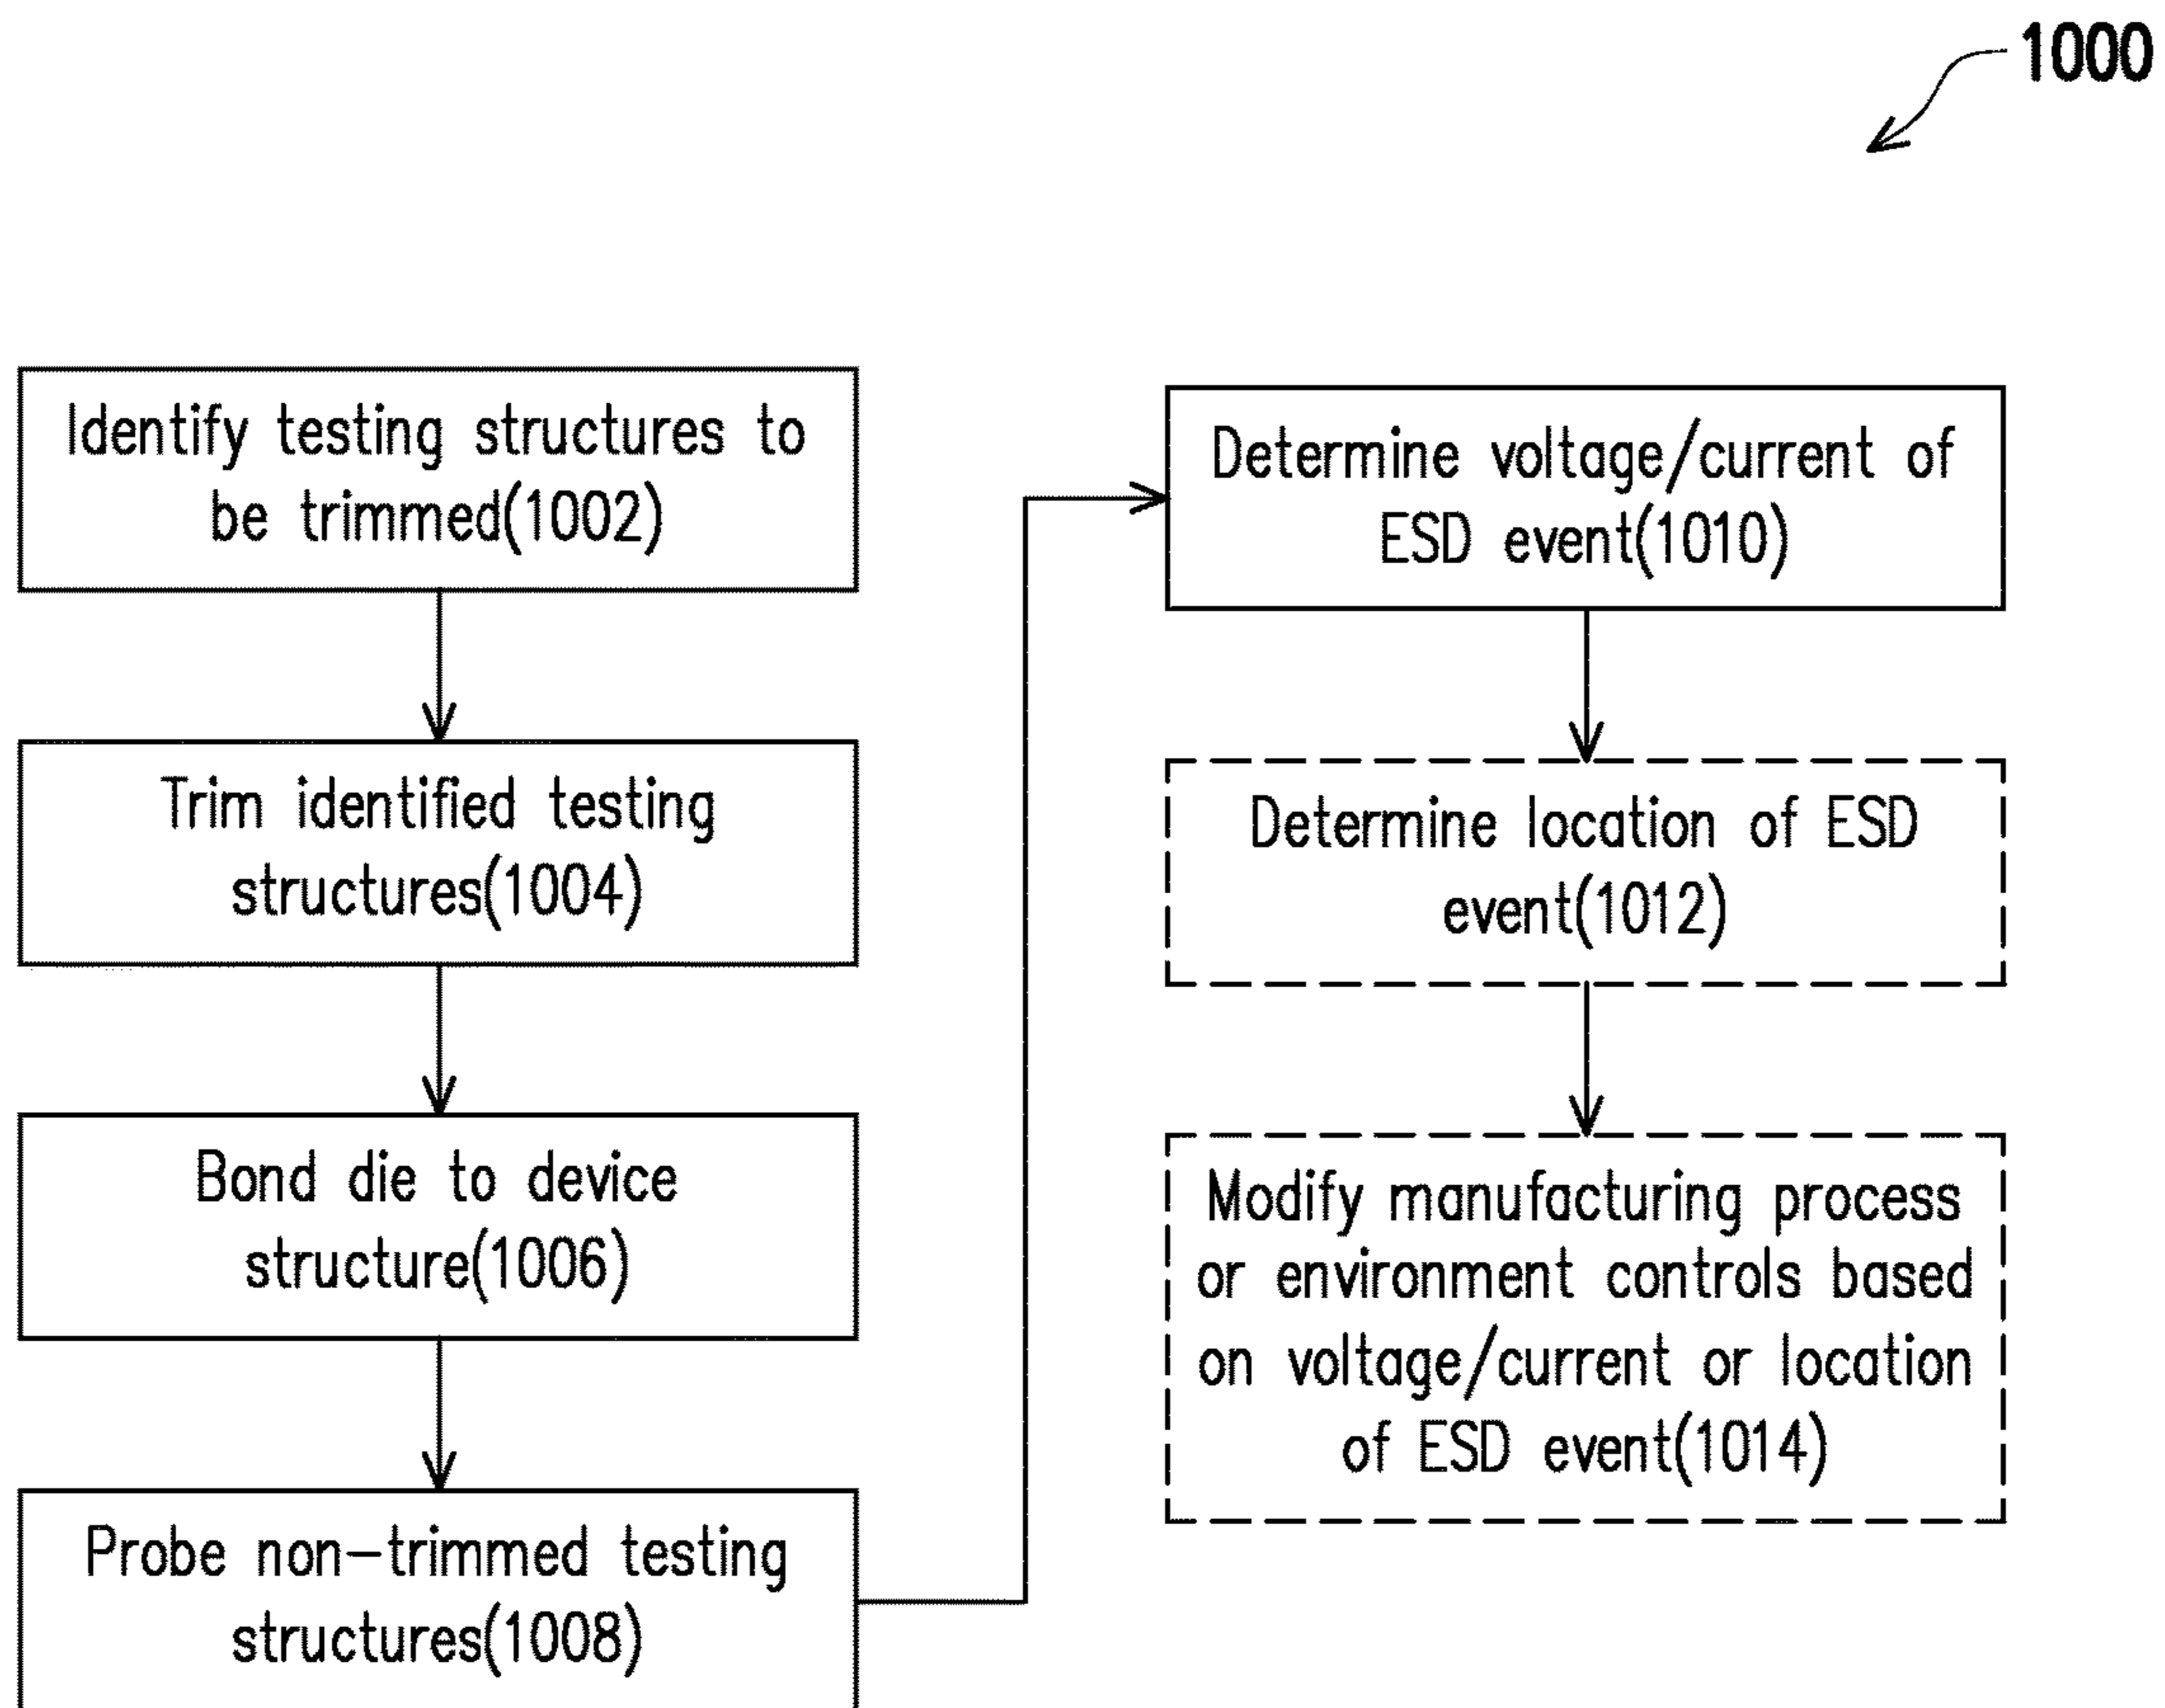 1000
Identify testing structures to
be trimmed(1002)
Trim identified testing
structures(1004)
Bond die to device
structure(1006)
Probe non-trimmed testing
structures(1008)
Determine voltage/current of
ESD event(1010)
Determine location of ESD
event(1012)
Modify manufacturing process
or environment controls based
on voltage/current or location
of ESD event(1014)